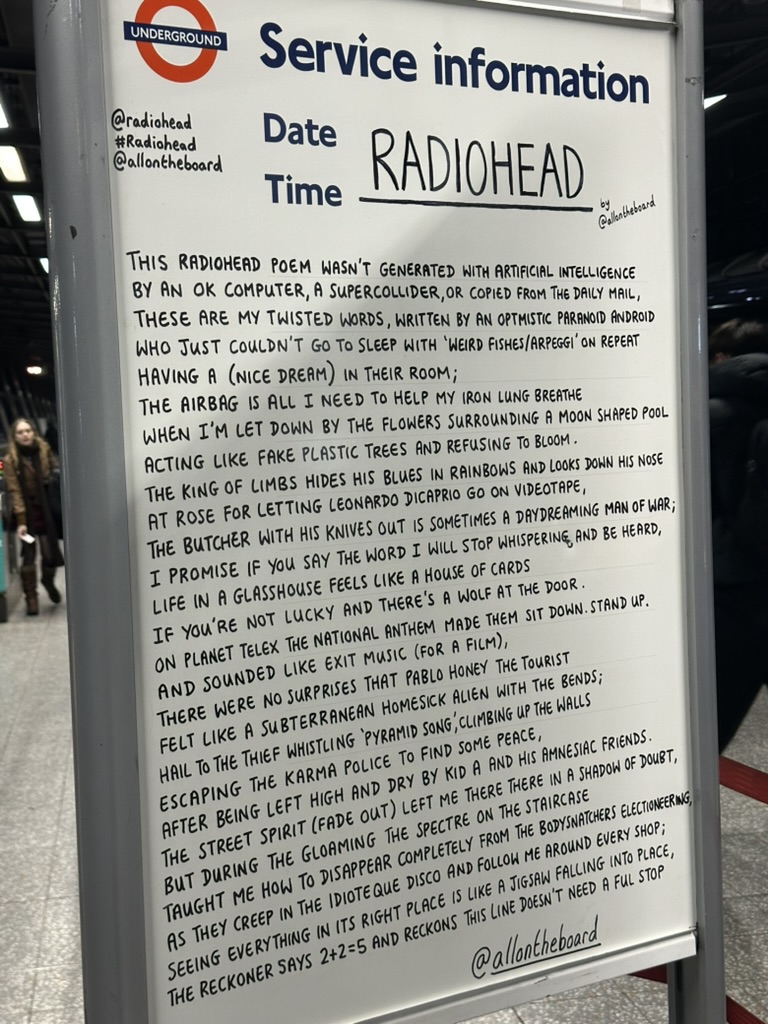 UNDERGROUND
Service information
@radiohead
#Radiohead
@allontheboard
Date
Time
RADIOHEAD
by
@allontheboard
THIS RADIOHEAD POEM WASN'T GENERATED WITH ARTIFICIAL INTELLIGENCE
BY AN OK COMPUTER, A SUPERCOLLIDER, OR COPIED FROM THE DAILY MAIL,
THESE ARE MY TWISTED WORDS, WRITTEN BY AN OPTMISTIC PARANOID ANDROID
WHO JUST COULDN'T GO TO SLEEP WITH 'WEIRD FISHES/ARPEGGI' ON REPEAT
HAVING A (NICE DREAM) IN THEIR ROOM;
THE AIRBAG IS ALL I NEED TO HELP MY IRON LUNG BREATHE
WHEN I'M LET DOWN BY THE FLOWERS SURROUNDING A MOON SHAPED POOL
ACTING LIKE FAKE PLASTIC TREES AND REFUSING TO BLOOM.
THE KING OF LIMBS HIDES HIS BLUES IN RAINBOWS AND LOOKS DOWN HIS NOSE
AT ROSE FOR LETTING LEONARDO DICAPRIO GO ON VIDEOTAPE,
THE BUTCHER WITH HIS KNIVES OUT IS SOMETIMES A DAYDREAMING MAN OF WAR;
I PROMISE IF YOU SAY THE WORD I WILL STOP WHISPERING AND BE HEARD,
LIFE IN A GLASSHOUSE FEELS LIKE A HOUSE OF CARDS
IF YOU'RE NOT LUCKY AND THERE'S A WOLF AT THE DOOR.
ON PLANET TELEX THE NATIONAL ANTHEM MADE THEM SIT DOWN. STAND UP.
AND SOUNDED LIKE EXIT MUSIC (FOR A FILM),
THERE WERE NO SURPRISES THAT PABLO HONEY THE TOURIST
FELT LIKE A SUBTERRANEAN HOMESICK ALIEN WITH THE BENDS;
HAIL TO THE THIEF WHISTLING 'PYRAMID SONG', CLIMBING UP THE WALLS
ESCAPING THE KARMA POLICE TO FIND SOME PEACE,
AFTER BEING LEFT HIGH AND DRY BY KID A AND HIS AMNESIAC FRIENDS.
THE STREET SPIRIT (FADE OUT) LEFT ME THERE THERE IN A SHADOW OF DOUBT,
BUT DURING THE GLOAMING THE SPECTRE ON THE STAIRCASE
TAUGHT ME HOW TO DISAPPEAR COMPLETELY FROM THE BODYSNATCHERS ELECTIONEERING,
AS THEY CREEP IN THE IDIOTEQUE DISCO AND FOLLOW ME AROUND EVERY SHOP;
SEEING EVERYTHING IN ITS RIGHT PLACE IS LIKE A JIGSAW FALLING INTO PLACE,
THE RECKONER SAYS 2+2=5 AND RECKONS THIS LINE DOESN'T NEED A FUL STOP
@allontheboard